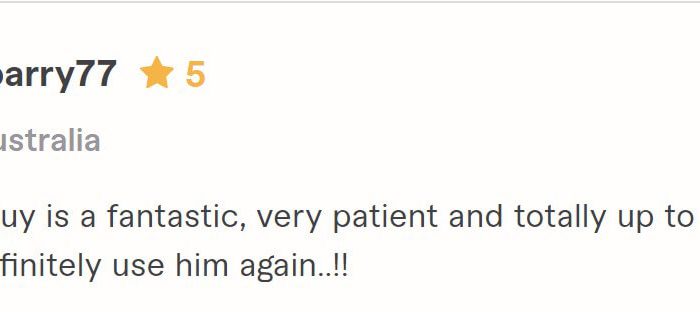 barry77 ★ 5
ustralia
uy is a fantastic, very patient and totally up to
finitely use him again..!!